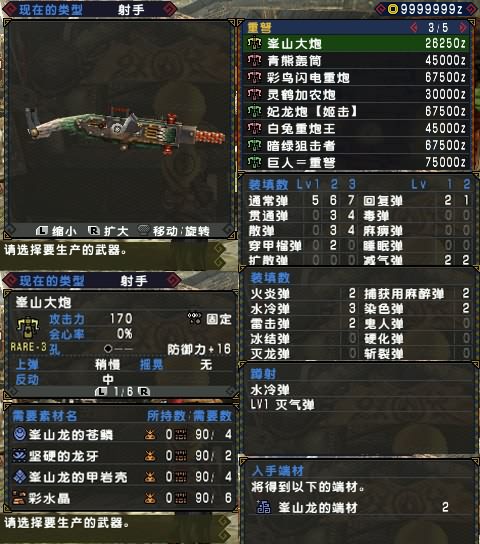 现在的类型 射手
9999999z
重弩 3/5
峯山大炮 26250z
青熊轰筒 45000z
彩鸟闪电重炮 67500z
灵鹤加农炮 30000z
妃龙炮【姬击】 67500z
白兔重炮王 45000z
暗绿狙击者 67500z
巨人=重弩 75000z
L 缩小 R 扩大 移动/旋转
请选择要生产的武器。
装填数 Lv1 2 3 Lv 1 2
通常弹 5 6 7 回复弹 2 1
贯通弹 0 3 4 毒弹 0 0
散弹 0 3 4 麻痹弹 0 0
穿甲榴弹 0 2 0 睡眠弹 0 0
扩散弹 0 0 0 减气弹 2 2
现在的类型 射手
峯山大炮
攻击力 170 固定
会心率 0%
RARE-3 孔 ○--- 防御力+16
上弹 稍慢 摇晃 无
反动 中
L 1/6 R
装填数
火炎弹 2 捕获用麻醉弹 2
水冷弹 3 染色弹 2
雷击弹 2 鬼人弹 0
冰结弹 0 硬化弹 0
灭龙弹 0 斩裂弹 0
蹲射
水冷弹
LV1 灭气弹
需要素材名 所持数 需要数
峯山龙的苍鳞 0 90/ 4
坚硬的龙牙 0 90/ 2
峯山龙的甲岩壳 0 90/ 4
彩水晶 0 90/ 6
请选择要生产的武器。
入手端材
将得到以下的端材。
峯山龙的端材 2